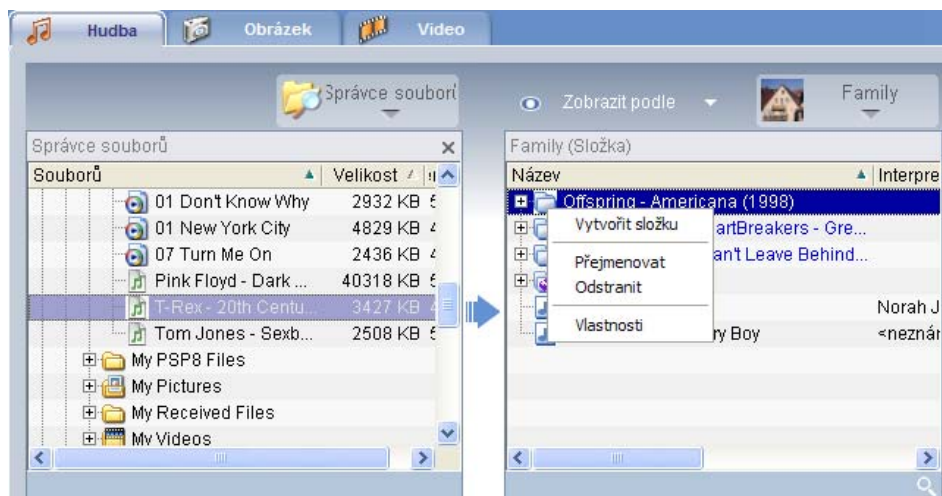 Hudba Obrázek Video
Správce souborů Zobrazit podle Family
Správce souborů
Souborů Velikost
01 Don't Know Why 2932 KB
01 New York City 4829 KB
07 Turn Me On 2436 KB
Pink Floyd - Dark ... 40318 KB
T-Rex - 20th Centu... 3427 KB
Tom Jones - Sexb... 2508 KB
My PSP8 Files
My Pictures
My Received Files
My Videos
Family (Složka)
Název Interpre
Offspring - Americana (1998)
artBreakers - Gre...
an't Leave Behind...
Norah J
ry Boy <neznár
Vytvořit složku
Přejmenovat
Odstranit
Vlastnosti